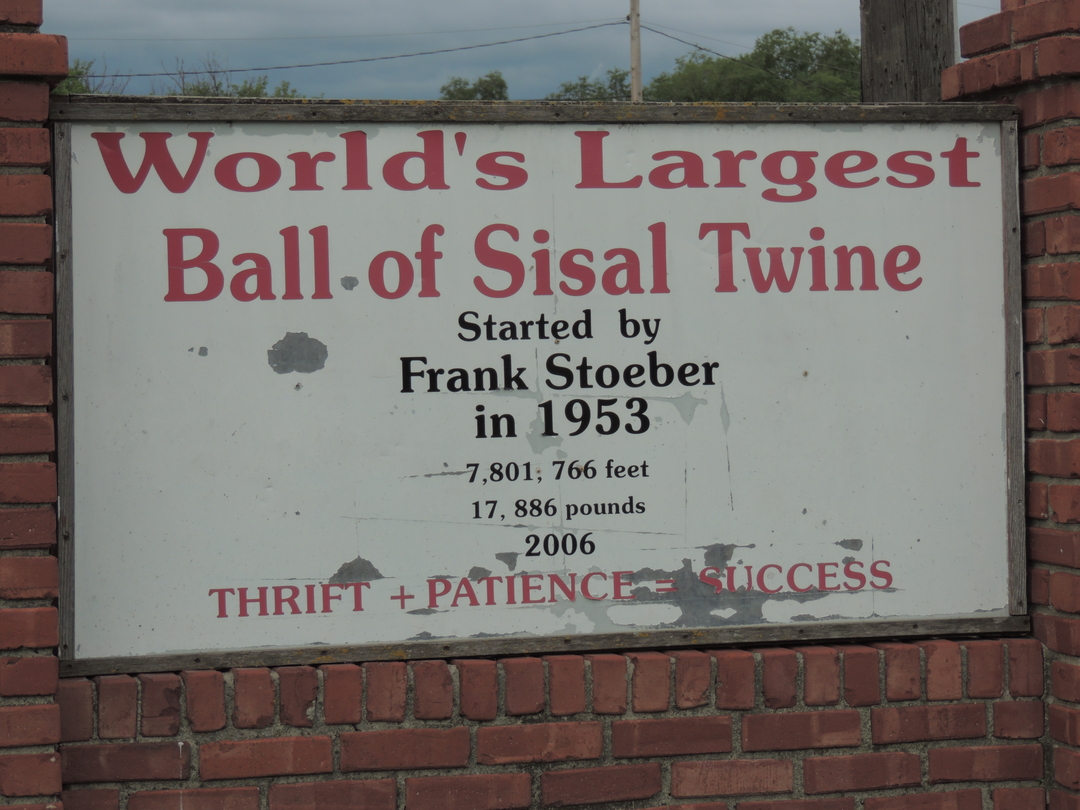 World's Largest
Ball of Sisal Twine
Started by
Frank Stoeber
in 1953
7,801, 766 feet
17, 886 pounds
2006
THRIFT + PATIENCE = SUCCESS